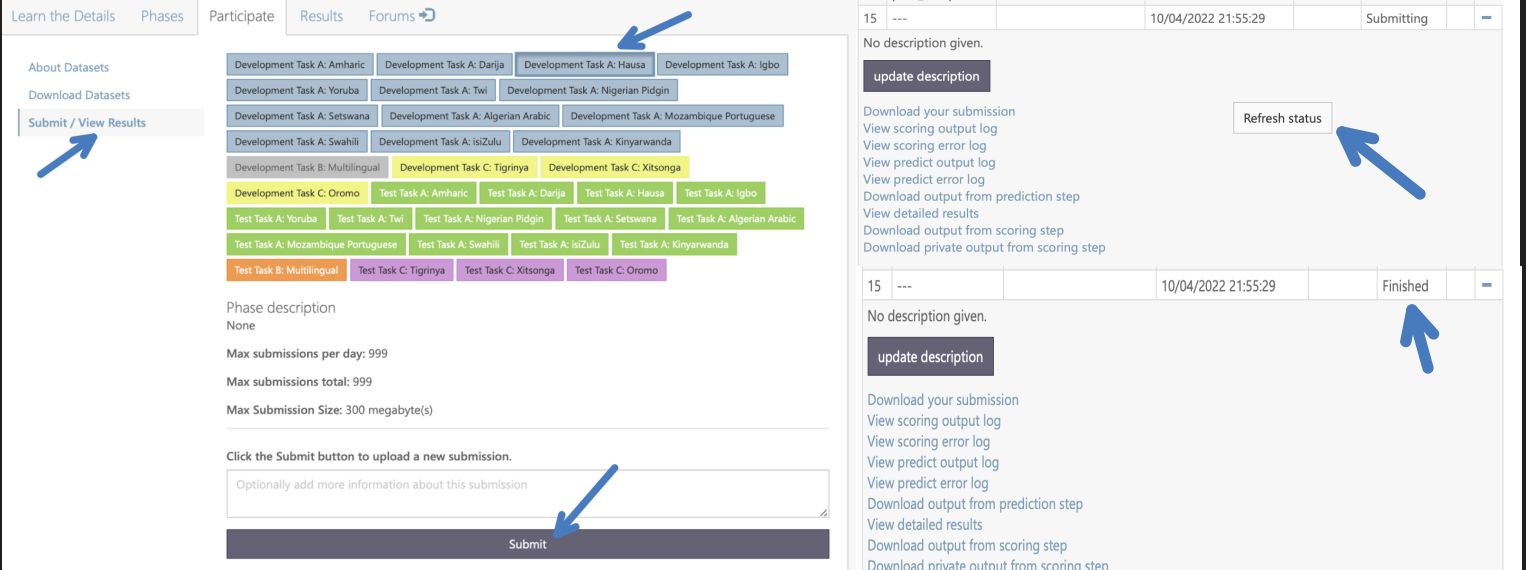 Learn the Details Phases Participate Results Forums
About Datasets
Download Datasets
Submit / View Results
Development Task A: Amharic Development Task A: Darija Development Task A: Hausa Development Task A: Igbo
Development Task A: Yoruba Development Task A: Twi Development Task A: Nigerian Pidgin
Development Task A: Setswana Development Task A: Algerian Arabic Development Task A: Mozambique Portuguese
Development Task A: Swahili Development Task A: isiZulu Development Task A: Kinyarwanda
Development Task B: Multilingual Development Task C: Tigrinya Development Task C: Xitsonga
Development Task C: Oromo Test Task A: Amharic Test Task A: Darija Test Task A: Hausa Test Task A: Igbo
Test Task A: Yoruba Test Task A: Twi Test Task A: Nigerian Pidgin Test Task A: Setswana Test Task A: Algerian Arabic
Test Task A: Mozambique Portuguese Test Task A: Swahili Test Task A: isiZulu Test Task A: Kinyarwanda
Test Task B: Multilingual Test Task C: Tigrinya Test Task C: Xitsonga Test Task C: Oromo
Phase description
None
Max submissions per day: 999
Max submissions total: 999
Max Submission Size: 300 megabyte(s)
Click the Submit button to upload a new submission.
Optionally add more information about this submission
Submit
15 --- 10/04/2022 21:55:29 Submitting
No description given.
update description
Download your submission
View scoring output log
View scoring error log
View predict output log
View predict error log
Download output from prediction step
View detailed results
Download output from scoring step
Download private output from scoring step
Refresh status
15 --- 10/04/2022 21:55:29 Finished
No description given.
update description
Download your submission
View scoring output log
View scoring error log
View predict output log
View predict error log
Download output from prediction step
View detailed results
Download output from scoring step
Download private output from scoring step